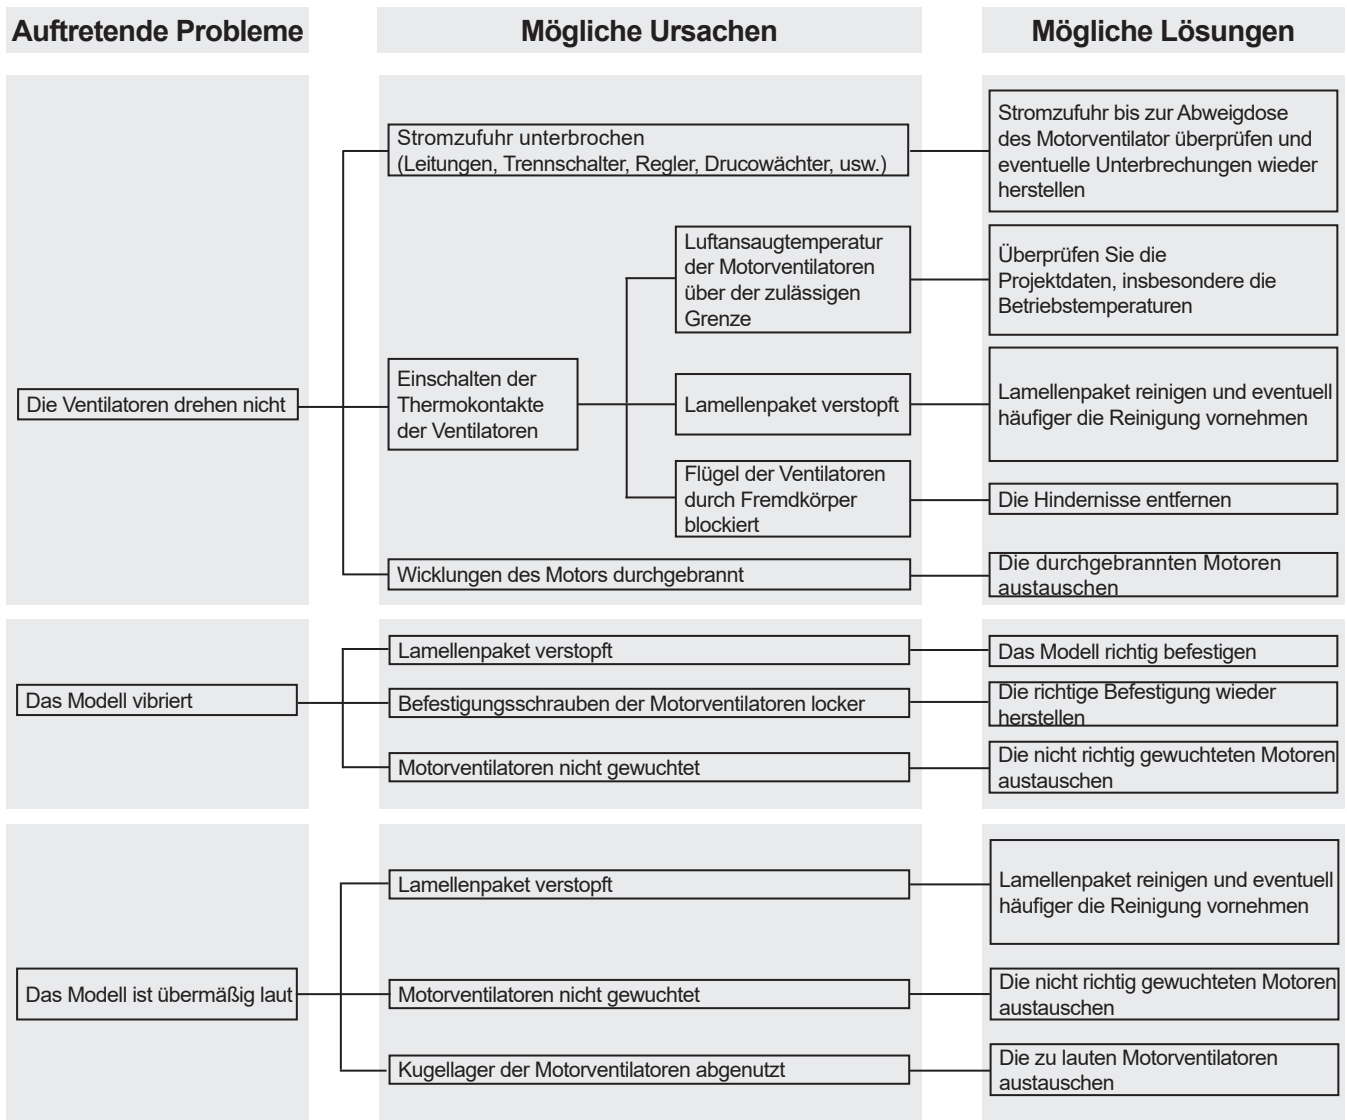 Auftretende Probleme
Mögliche Ursachen
Mögliche Lösungen
Die Ventilatoren drehen nicht
Stromzufuhr unterbrochen
(Leitungen, Trennschalter, Regler, Drucowächter, usw.)
Stromzufuhr bis zur Abweigdose
des Motorventilator überprüfen und
eventuelle Unterbrechungen wieder
herstellen
Einschalten der
Thermokontakte
der Ventilatoren
Luftansaugtemperatur
der Motorventilatoren
über der zulässigen
Grenze
Überprüfen Sie die
Projektdaten, insbesondere die
Betriebstemperaturen
Lamellenpaket verstopft
Lamellenpaket reinigen und eventuell
häufiger die Reinigung vornehmen
Flügel der Ventilatoren
durch Fremdkörper
blockiert
Die Hindernisse entfernen
Wicklungen des Motors durchgebrannt
Die durchgebrannten Motoren
austauschen
Das Modell vibriert
Lamellenpaket verstopft
Das Modell richtig befestigen
Befestigungsschrauben der Motorventilatoren locker
Die richtige Befestigung wieder
herstellen
Motorventilatoren nicht gewuchtet
Die nicht richtig gewuchteten Motoren
austauschen
Das Modell ist übermäßig laut
Lamellenpaket verstopft
Lamellenpaket reinigen und eventuell
häufiger die Reinigung vornehmen
Motorventilatoren nicht gewuchtet
Die nicht richtig gewuchteten Motoren
austauschen
Kugellager der Motorventilatoren abgenutzt
Die zu lauten Motorventilatoren
austauschen